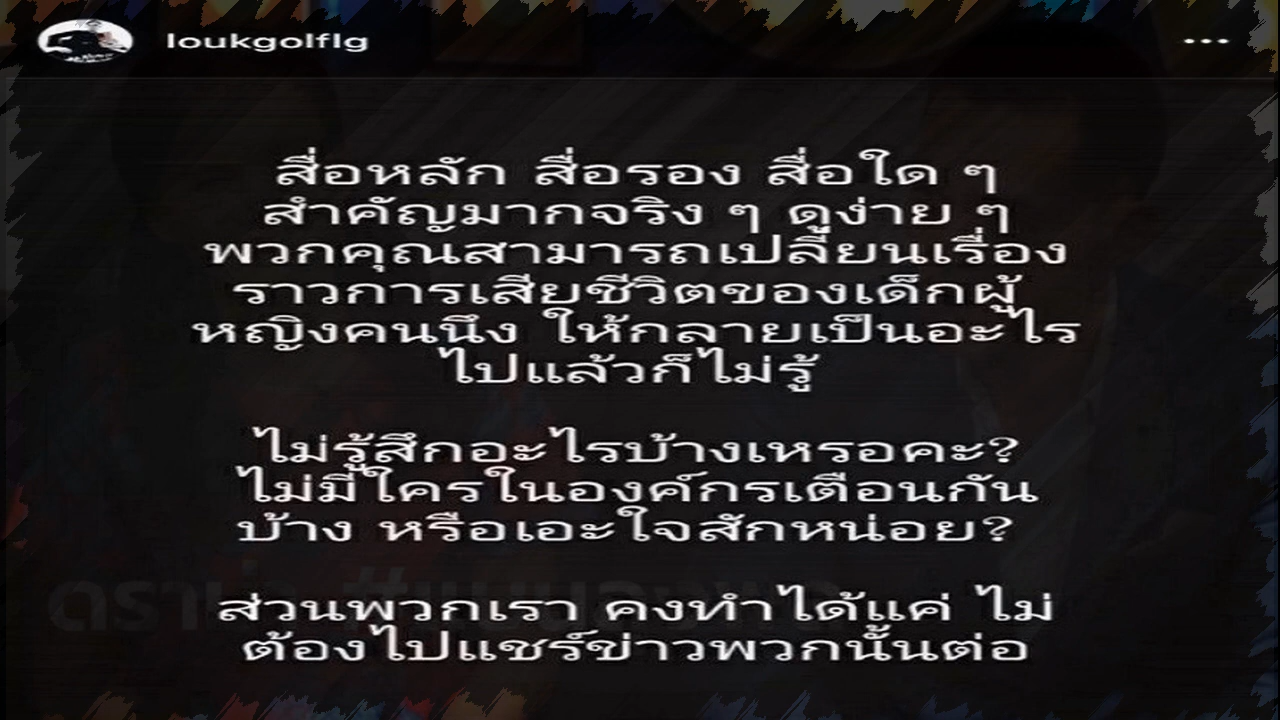 loukgolflg
สื่อหลัก สื่อรอง สื่อใด ๆ
สำคัญมากจริง ๆ ดูง่าย ๆ
พวกคุณสามารถเปลี่ยนเรื่อง
ราวการเสียชีวิตของเด็กผู้
หญิงคนนึง ให้กลายเป็นอะไร
ไปแล้วก็ไม่รู้
ไม่รู้สึกอะไรบ้างเหรอคะ?
ไม่มีใครในองค์กรเตือนกัน
บ้าง หรือเอะใจสักหน่อย?
ส่วนพวกเรา คงทำได้แค่ ไม่
ต้องไปแชร์ข่าวพวกนั้นต่อ